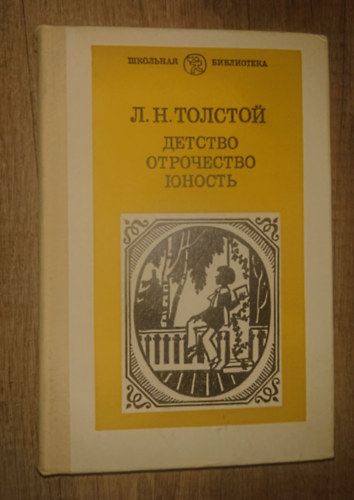 ШКОЛЬНАЯ БИБЛИОТЕКА
Л. Н. ТОЛСТОЙ
ДЕТСТВО
ОТРОЧЕСТВО
ЮНОСТЬ